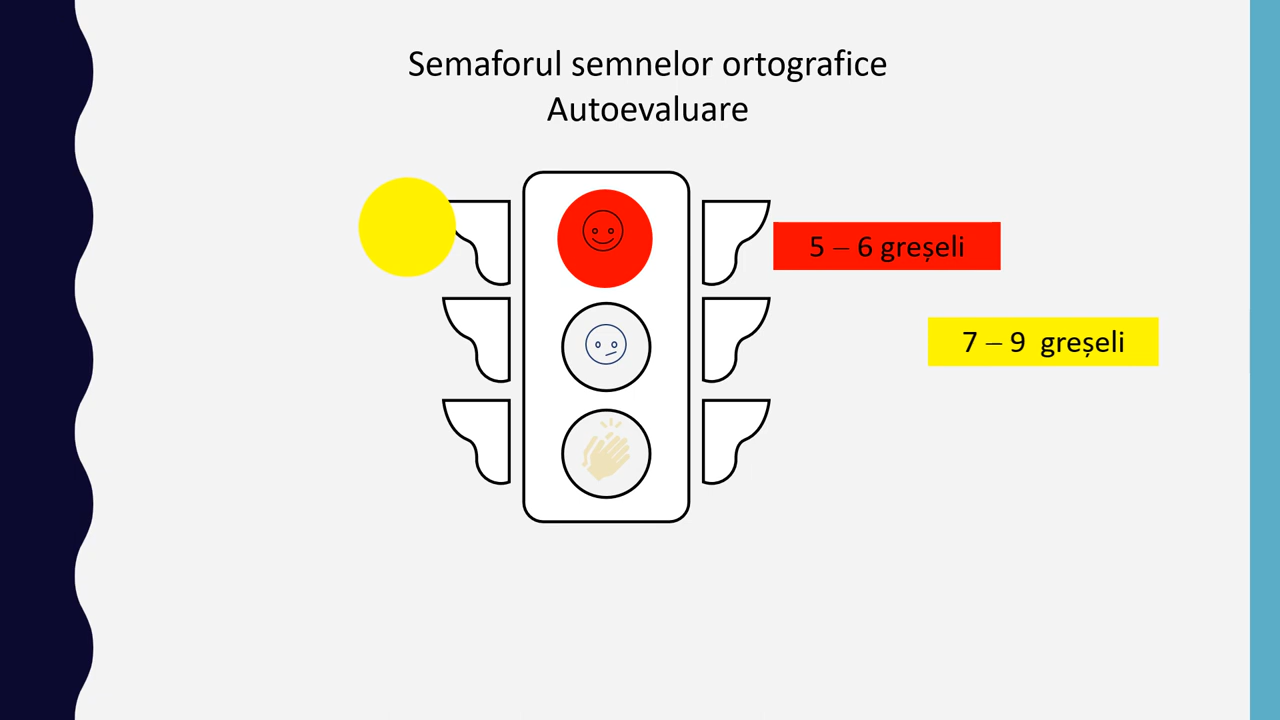 Semaforul semnelor ortografice
Autoevaluare
5 – 6 greșeli
7 – 9 greșeli